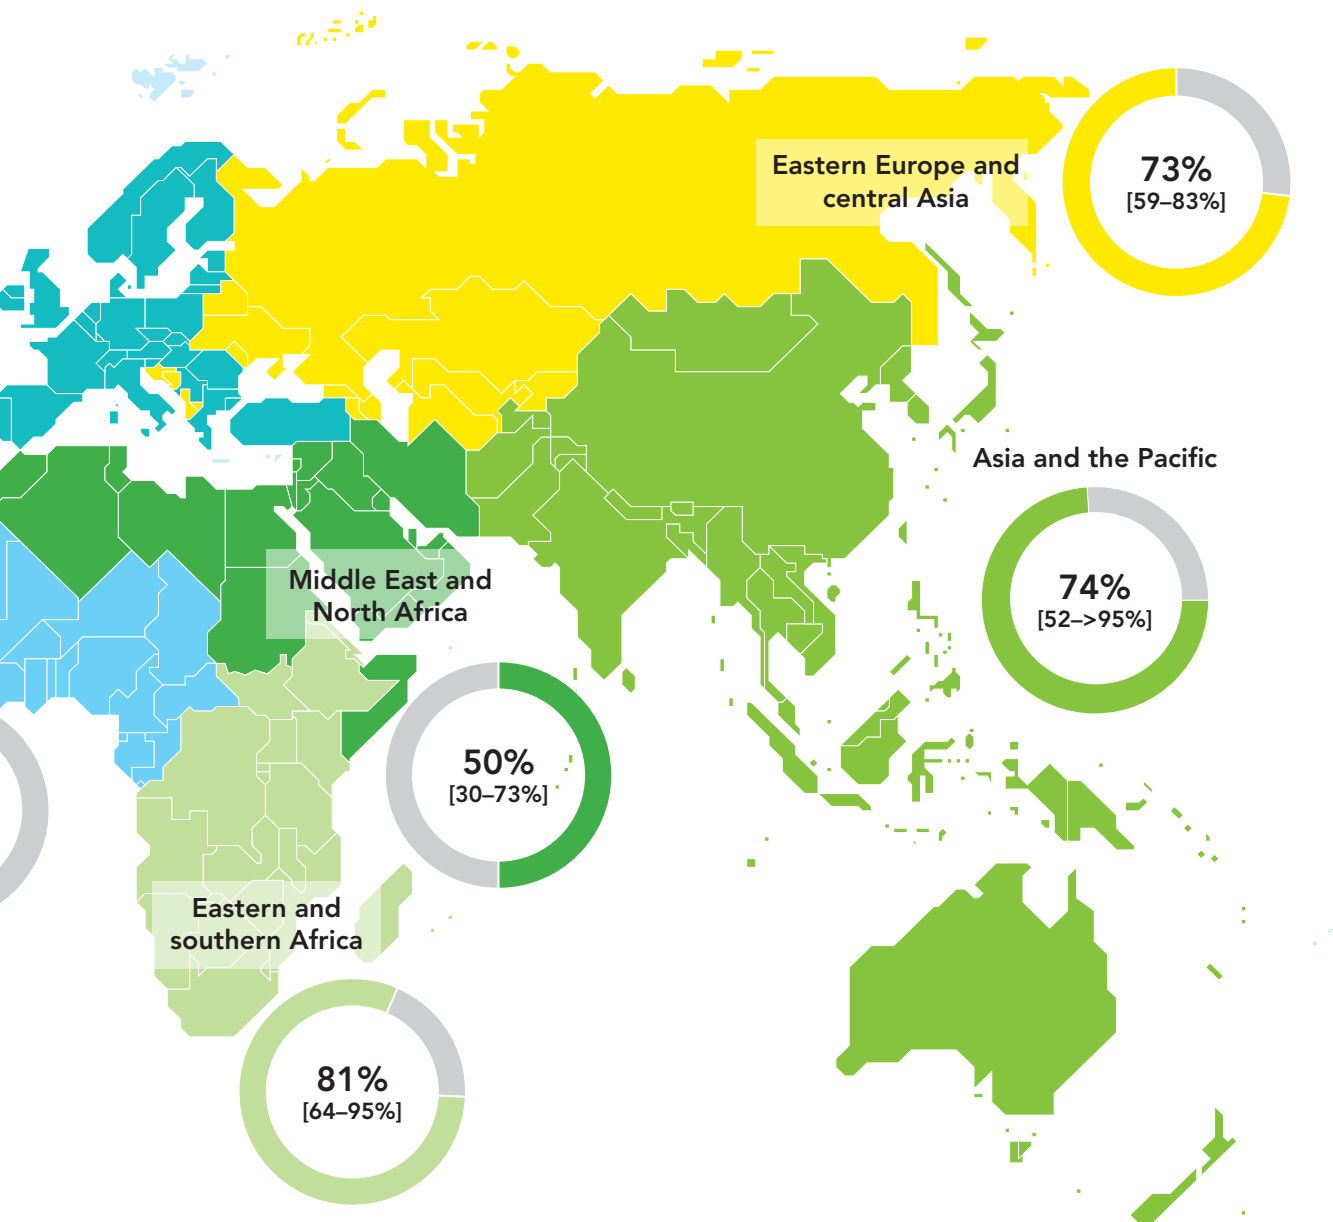 Eastern Europe and
central Asia
73%
[59–83%]
Asia and the Pacific
74%
[52–>95%]
Middle East and
North Africa
50%
[30–73%]
Eastern and
southern Africa
81%
[64–95%]